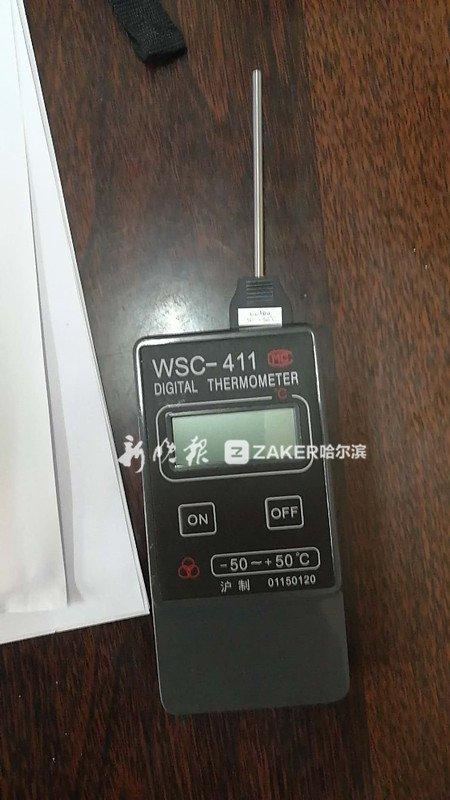 WSC-411 MC
DIGITAL THERMOMETER
℃
新晚报 ZAKER哈尔滨
ON OFF
-50~+50℃
沪制 01150120